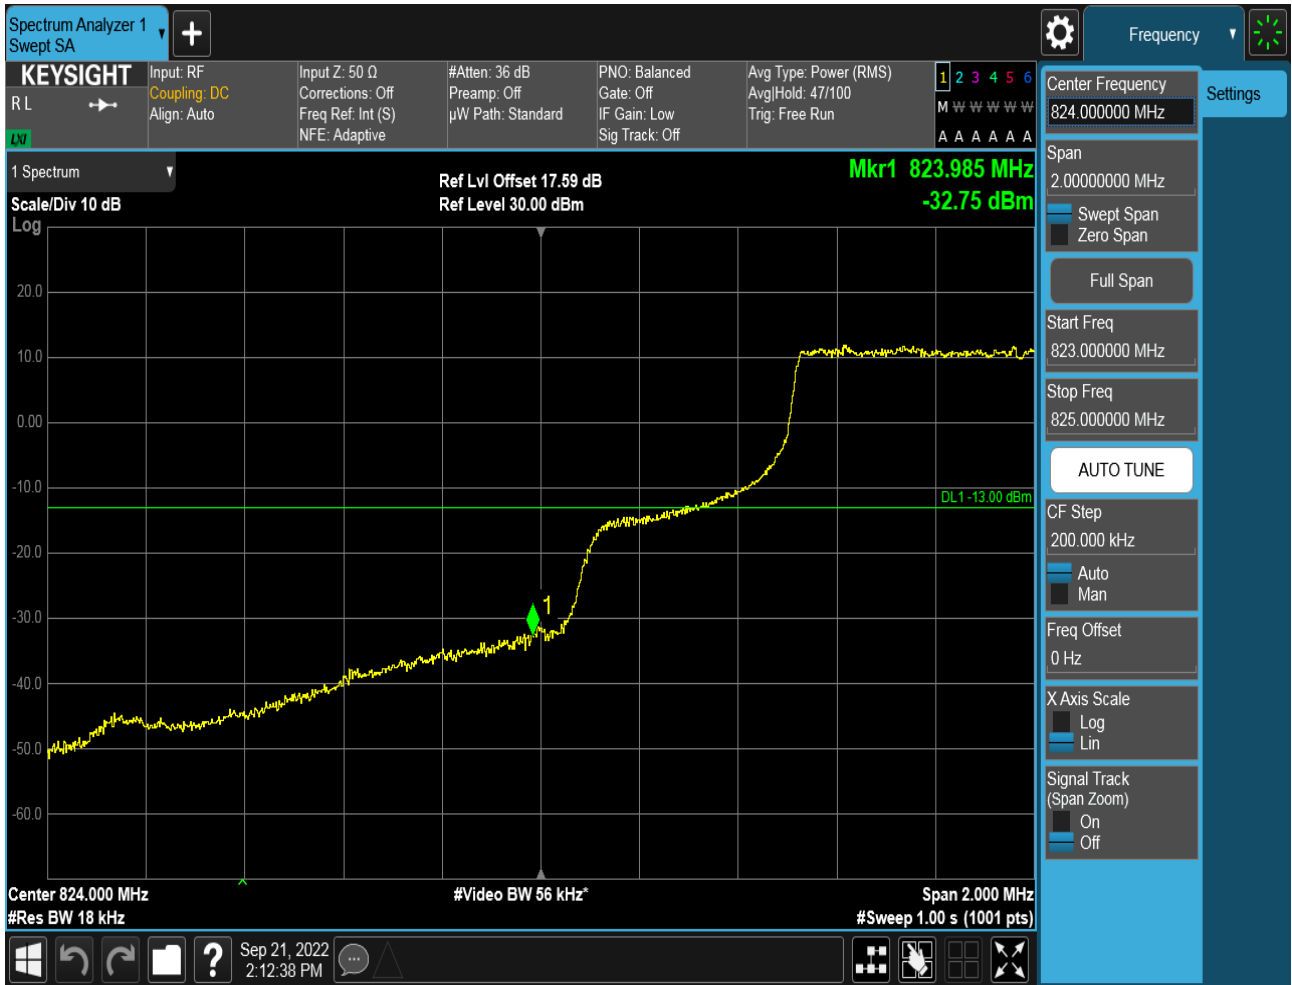 Spectrum Analyzer 1
Swept SA
Frequency
KEYSIGHT
R L
LXI
Input: RF
Coupling: DC
Align: Auto
Input Z: 50 Ω
Corrections: Off
Freq Ref: Int (S)
NFE: Adaptive
#Atten: 36 dB
Preamp: Off
µW Path: Standard
PNO: Balanced
Gate: Off
IF Gain: Low
Sig Track: Off
Avg Type: Power (RMS)
Avg|Hold: 47/100
Trig: Free Run
1 2 3 4 5 6
M W W W W W
A A A A A A
1 Spectrum
Scale/Div 10 dB
Log
Ref Lvl Offset 17.59 dB
Ref Level 30.00 dBm
Mkr1 823.985 MHz
-32.75 dBm
20.0
10.0
0.00
-10.0
-20.0
-30.0
-40.0
-50.0
-60.0
DL1 -13.00 dBm
1
Center 824.000 MHz
#Res BW 18 kHz
#Video BW 56 kHz*
Span 2.000 MHz
#Sweep 1.00 s (1001 pts)
Sep 21, 2022
2:12:38 PM
Center Frequency
824.000000 MHz
Settings
Span
2.00000000 MHz
Swept Span
Zero Span
Full Span
Start Freq
823.000000 MHz
Stop Freq
825.000000 MHz
AUTO TUNE
CF Step
200.000 kHz
Auto
Man
Freq Offset
0 Hz
X Axis Scale
Log
Lin
Signal Track
(Span Zoom)
On
Off